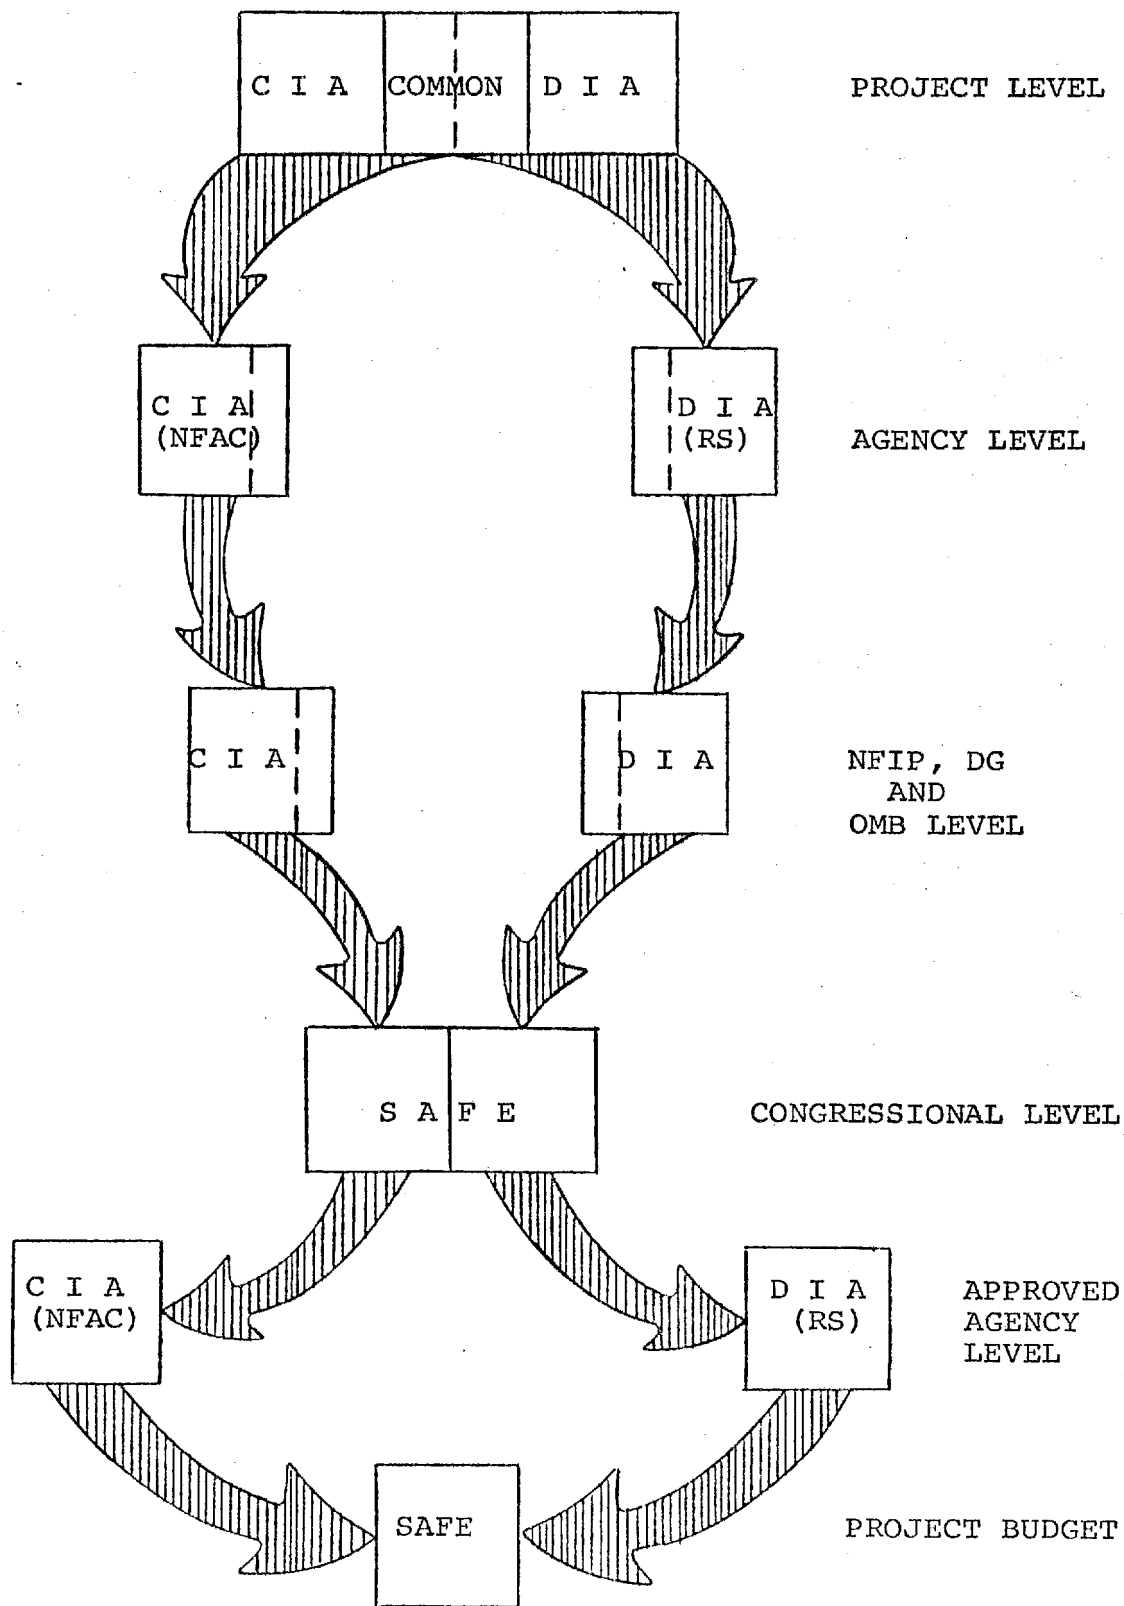 C I A COMMON D I A PROJECT LEVEL
C I A D I A
(NFAC) (RS) AGENCY LEVEL
C I A D I A NFIP, DG
AND
OMB LEVEL
S A F E CONGRESSIONAL LEVEL
C I A D I A APPROVED
(NFAC) (RS) AGENCY
LEVEL
SAFE PROJECT BUDGET